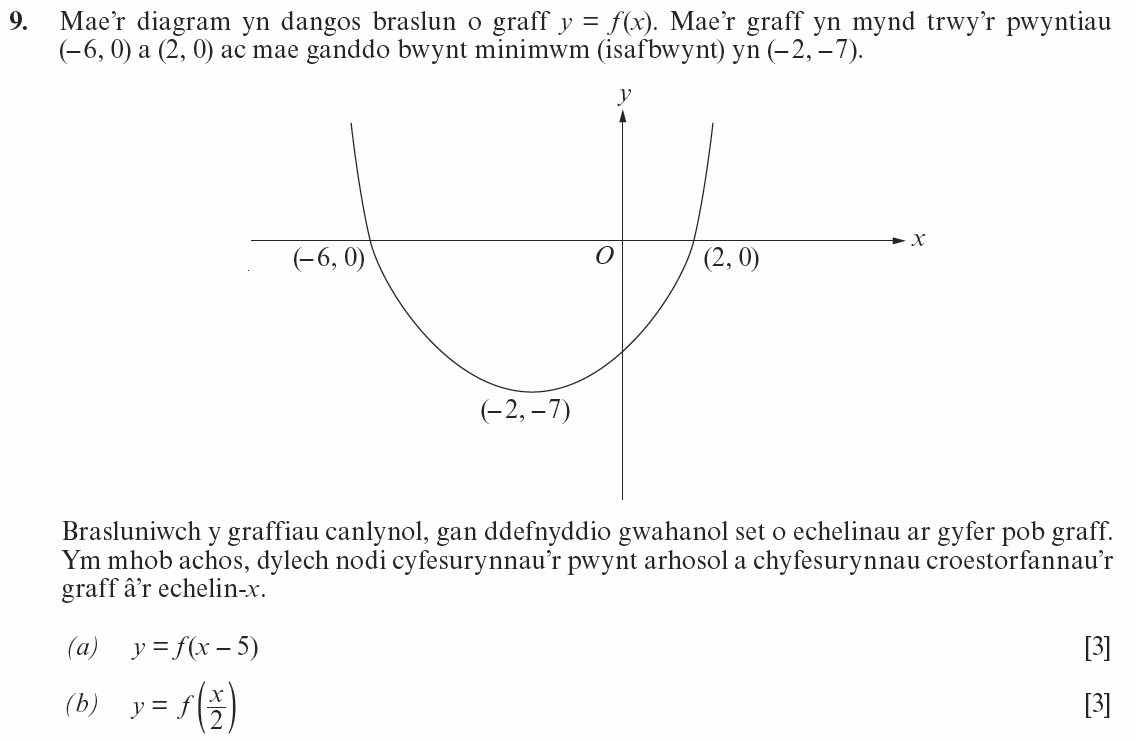 9. Mae'r diagram yn dangos braslun o graff y = f(x). Mae'r graff yn mynd trwy'r pwyntiau
(−6, 0) a (2, 0) ac mae ganddo bwynt minimwm (isafbwynt) yn (−2, −7).
y
x
(−6, 0)
O
(2, 0)
(−2, −7)
Brasluniwch y graffiau canlynol, gan ddefnyddio gwahanol set o echelinau ar gyfer pob graff.
Ym mhob achos, dylech nodi cyfesurynnau'r pwynt arhosol a chyfesurynnau croestorfannau'r
graff â'r echelin-x.
(a) y = f(x − 5) [3]
(b) y = f(x/2) [3]